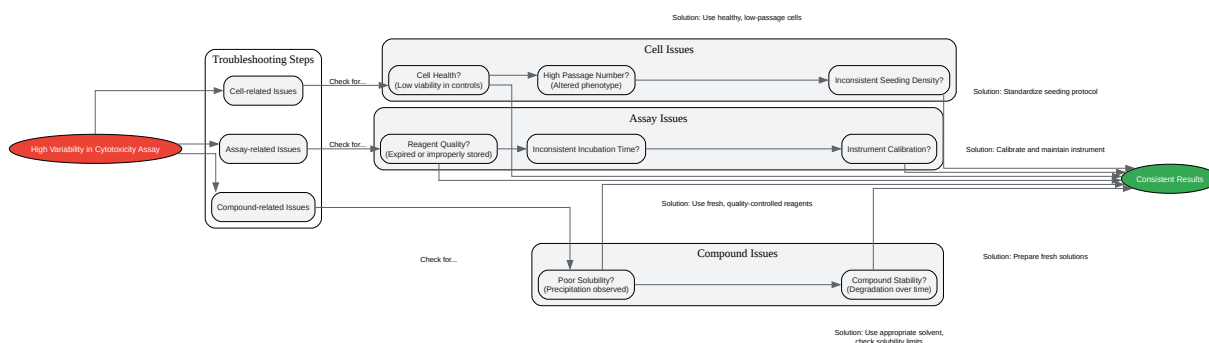 Solution: Use healthy, low-passage cells
Troubleshooting Steps
Cell Issues
Cell-related Issues
Check for...
Cell Health?
(Low viability in controls)
High Passage Number?
(Altered phenotype)
Inconsistent Seeding Density?
Solution: Standardize seeding protocol
Assay Issues
High Variability in Cytotoxicity Assay
Assay-related Issues
Check for...
Reagent Quality?
(Expired or improperly stored)
Inconsistent Incubation Time?
Instrument Calibration?
Solution: Calibrate and maintain instrument
Consistent Results
Compound-related Issues
Solution: Use fresh, quality-controlled reagents
Check for...
Compound Issues
Solution: Prepare fresh solutions
Poor Solubility?
(Precipitation observed)
Compound Stability?
(Degradation over time)
Solution: Use appropriate solvent,
check solubility limits